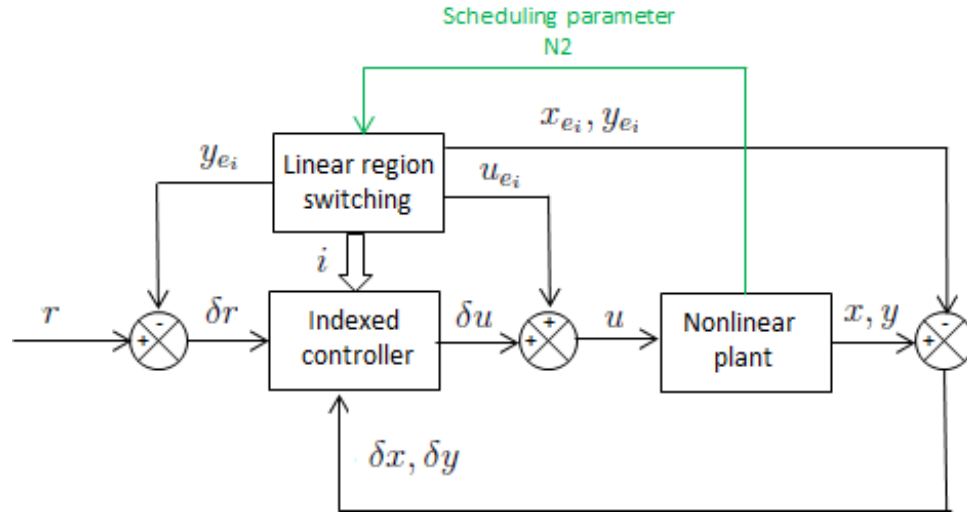 Scheduling parameter
N2
x_{e_i}, y_{e_i}
y_{e_i}
Linear region
switching
u_{e_i}
i
r
-
+
δr
Indexed
controller
δu
+
+
u
Nonlinear
plant
x, y
-
+
δx, δy